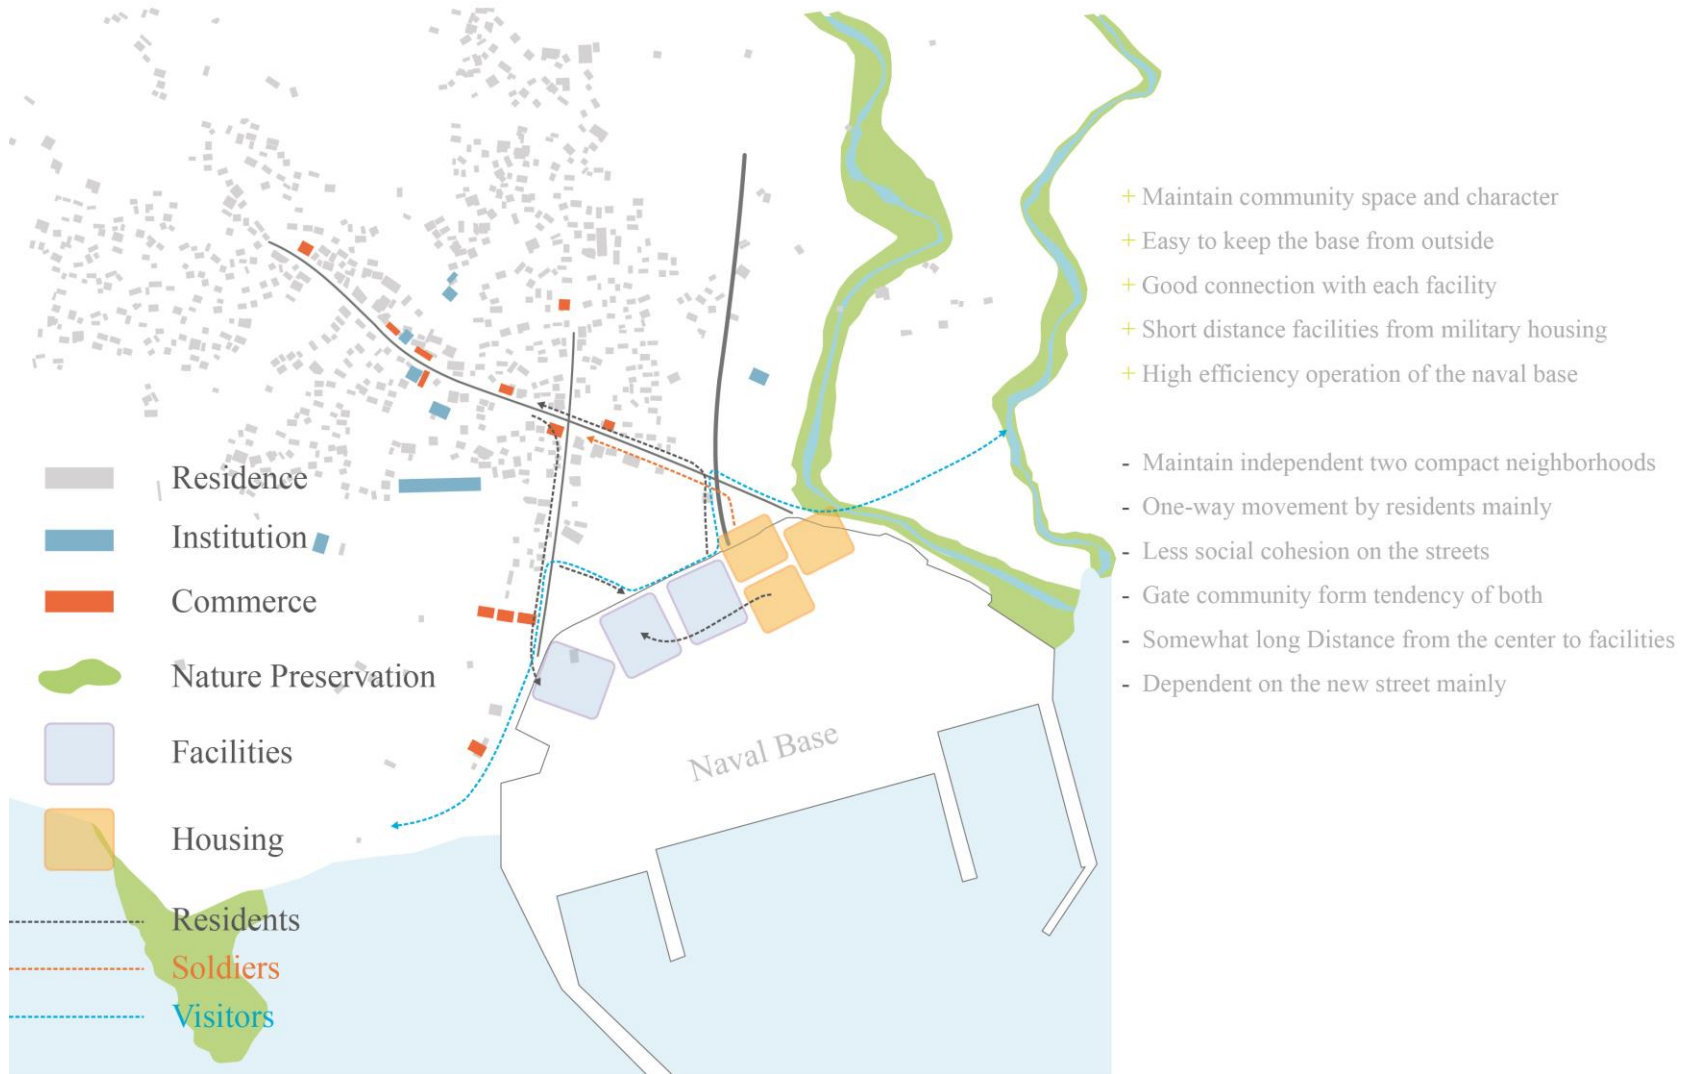 Residence
Institution
Commerce
Nature Preservation
Facilities
Housing
Residents
Soldiers
Visitors
Naval Base
+ Maintain community space and character
+ Easy to keep the base from outside
+ Good connection with each facility
+ Short distance facilities from military housing
+ High efficiency operation of the naval base
- Maintain independent two compact neighborhoods
- One-way movement by residents mainly
- Less social cohesion on the streets
- Gate community form tendency of both
- Somewhat long Distance from the center to facilities
- Dependent on the new street mainly